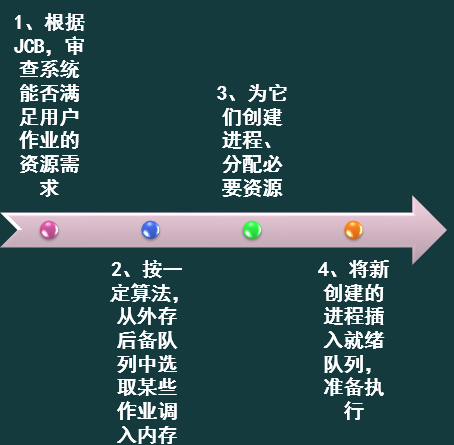 1、根据
JCB，审
查系统
能否满
足用户
作业的
资源需
求
2、按一
定算法，
从外存
后备队
列中选
取某些
作业调
入内存
3、为它
们创建
进程、
分配必
要资源
4、将新
创建的
进程插
入就绪
队列，
准备执
行